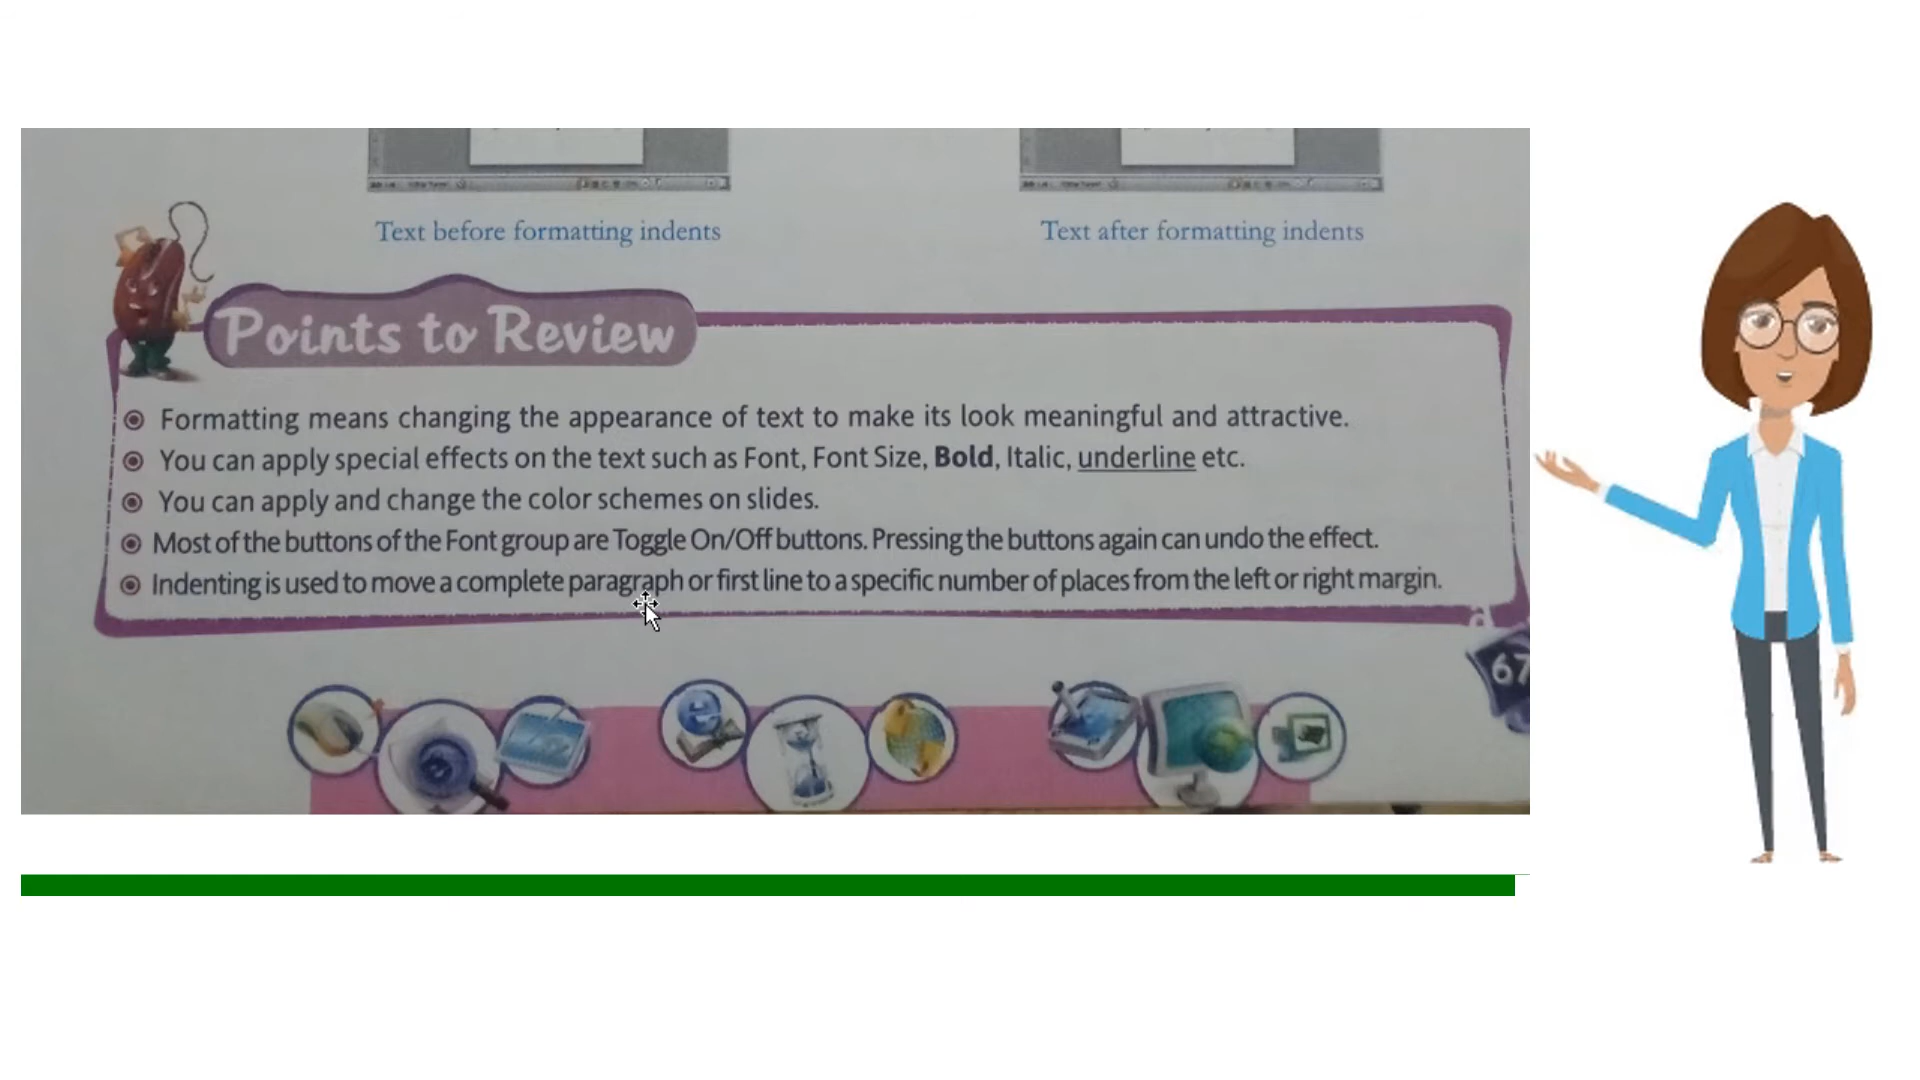 Text before formatting indents
Text after formatting indents
Points to Review
Formatting means changing the appearance of text to make its look meaningful and attractive.
You can apply special effects on the text such as Font, Font Size, Bold, Italic, underline etc.
You can apply and change the color schemes on slides.
Most of the buttons of the Font group are Toggle On/Off buttons. Pressing the buttons again can undo the effect.
Indenting is used to move a complete paragraph or first line to a specific number of places from the left or right margin.
67